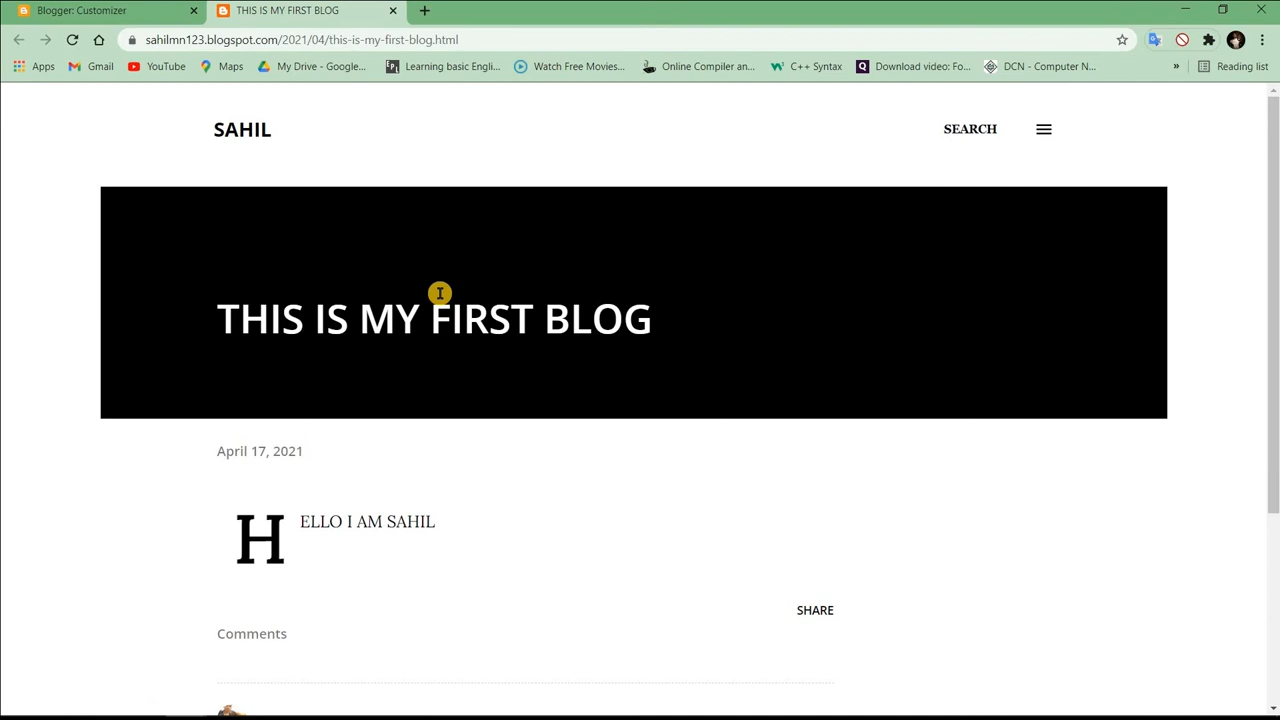 Blogger: Customizer
THIS IS MY FIRST BLOG
sahilmn123.blogspot.com/2021/04/this-is-my-first-blog.html
Apps
Gmail
YouTube
Maps
My Drive - Google...
Learning basic Engli...
Watch Free Movies...
Online Compiler an...
C++ Syntax
Download video: Fo...
DCN - Computer N...
»
Reading list
SAHIL
SEARCH
THIS IS MY FIRST BLOG
April 17, 2021
HELLO I AM SAHIL
SHARE
Comments